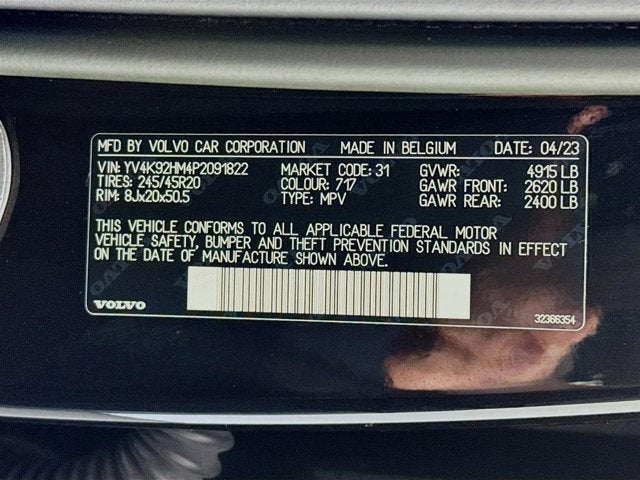 MFD BY VOLVO CAR CORPORATION MADE IN BELGIUM DATE: 04/23
VIN: YV4K92HM4P2091822 MARKET CODE: 31 GVWR: 4915 LB
TIRES: 245/45R20 COLOUR: 717 GAWR FRONT: 2620 LB
RIM: 8Jx20x50.5 TYPE: MPV GAWR REAR: 2400 LB
THIS VEHICLE CONFORMS TO ALL APPLICABLE FEDERAL MOTOR
VEHICLE SAFETY, BUMPER AND THEFT PREVENTION STANDARDS IN EFFECT
ON THE DATE OF MANUFACTURE SHOWN ABOVE.
VOLVO
32366354